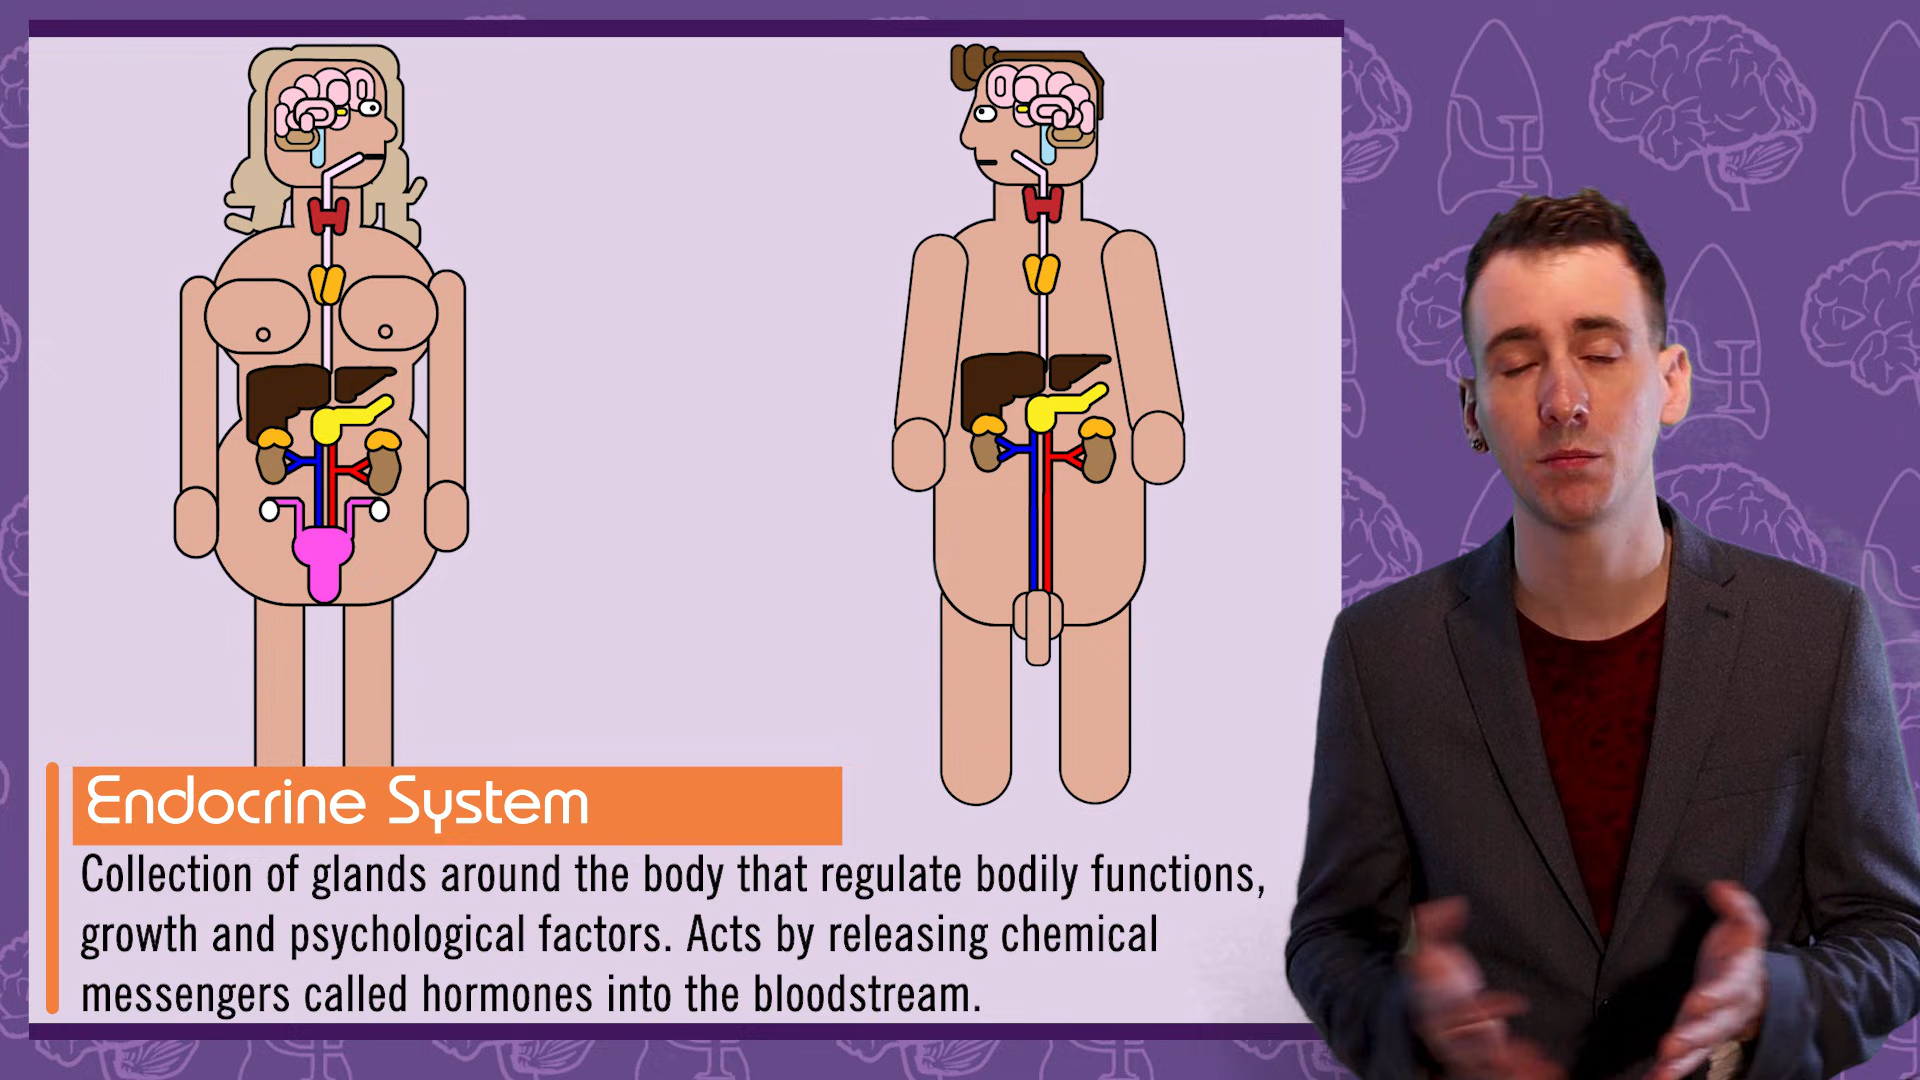 Endocrine System
Collection of glands around the body that regulate bodily functions,
growth and psychological factors. Acts by releasing chemical
messengers called hormones into the bloodstream.